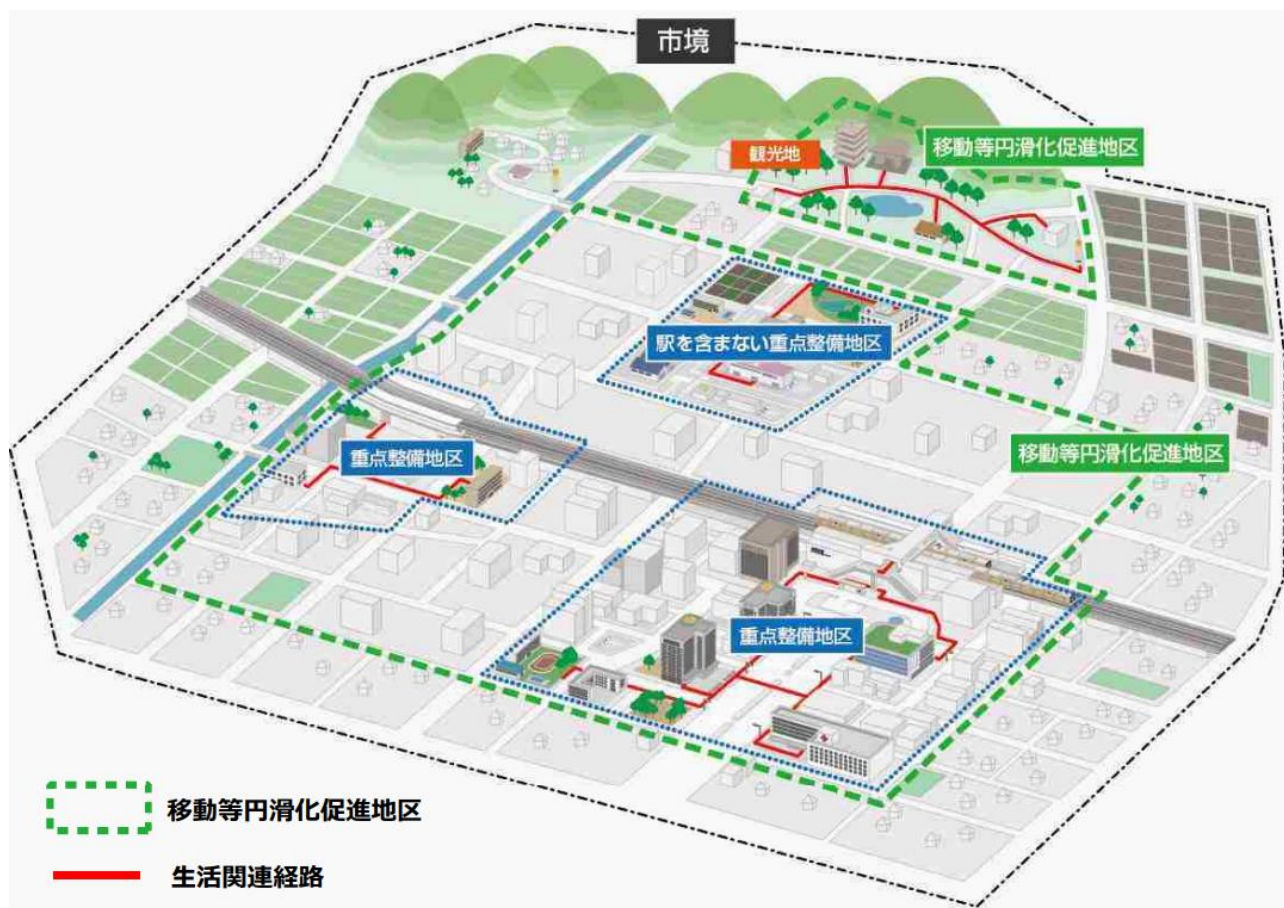 市境
観光地
移動等円滑化促進地区
駅を含まない重点整備地区
重点整備地区
移動等円滑化促進地区
重点整備地区
移動等円滑化促進地区
生活関連経路